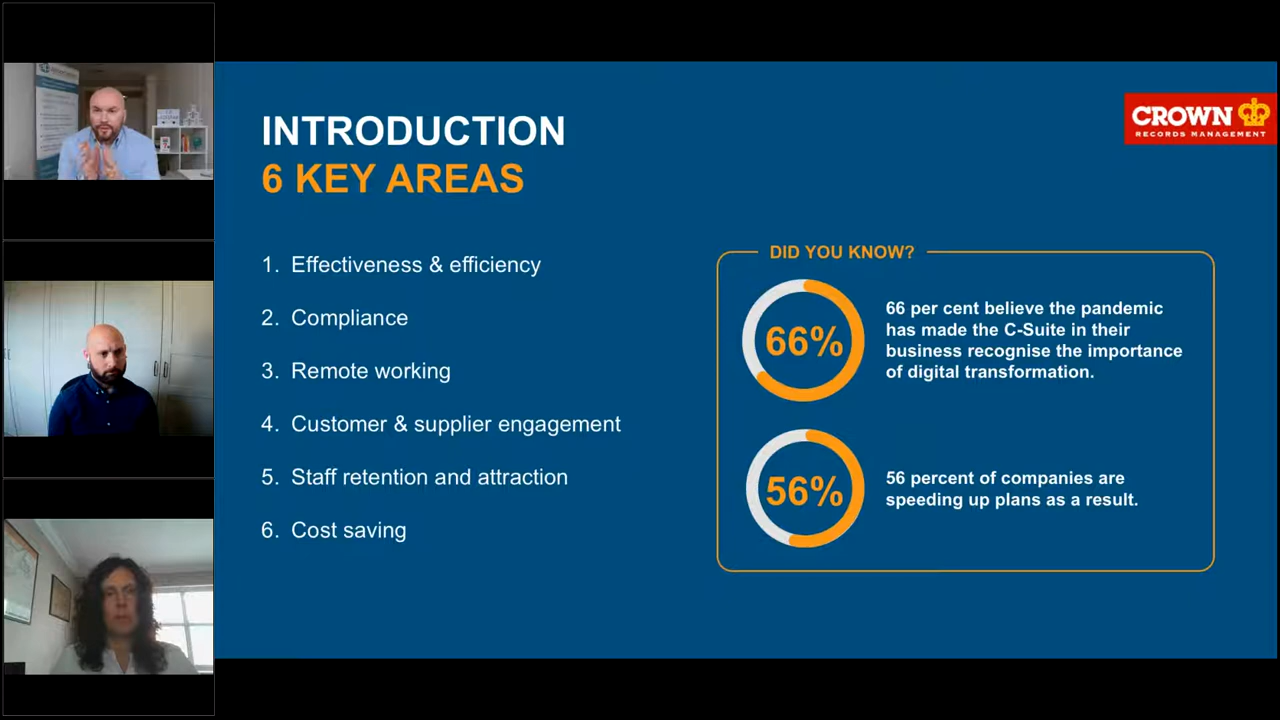 INTRODUCTION
6 KEY AREAS
CROWN
RECORDS MANAGEMENT
1. Effectiveness & efficiency
2. Compliance
3. Remote working
4. Customer & supplier engagement
5. Staff retention and attraction
6. Cost saving
DID YOU KNOW?
66%
66 per cent believe the pandemic
has made the C-Suite in their
business recognise the importance
of digital transformation.
56%
56 percent of companies are
speeding up plans as a result.